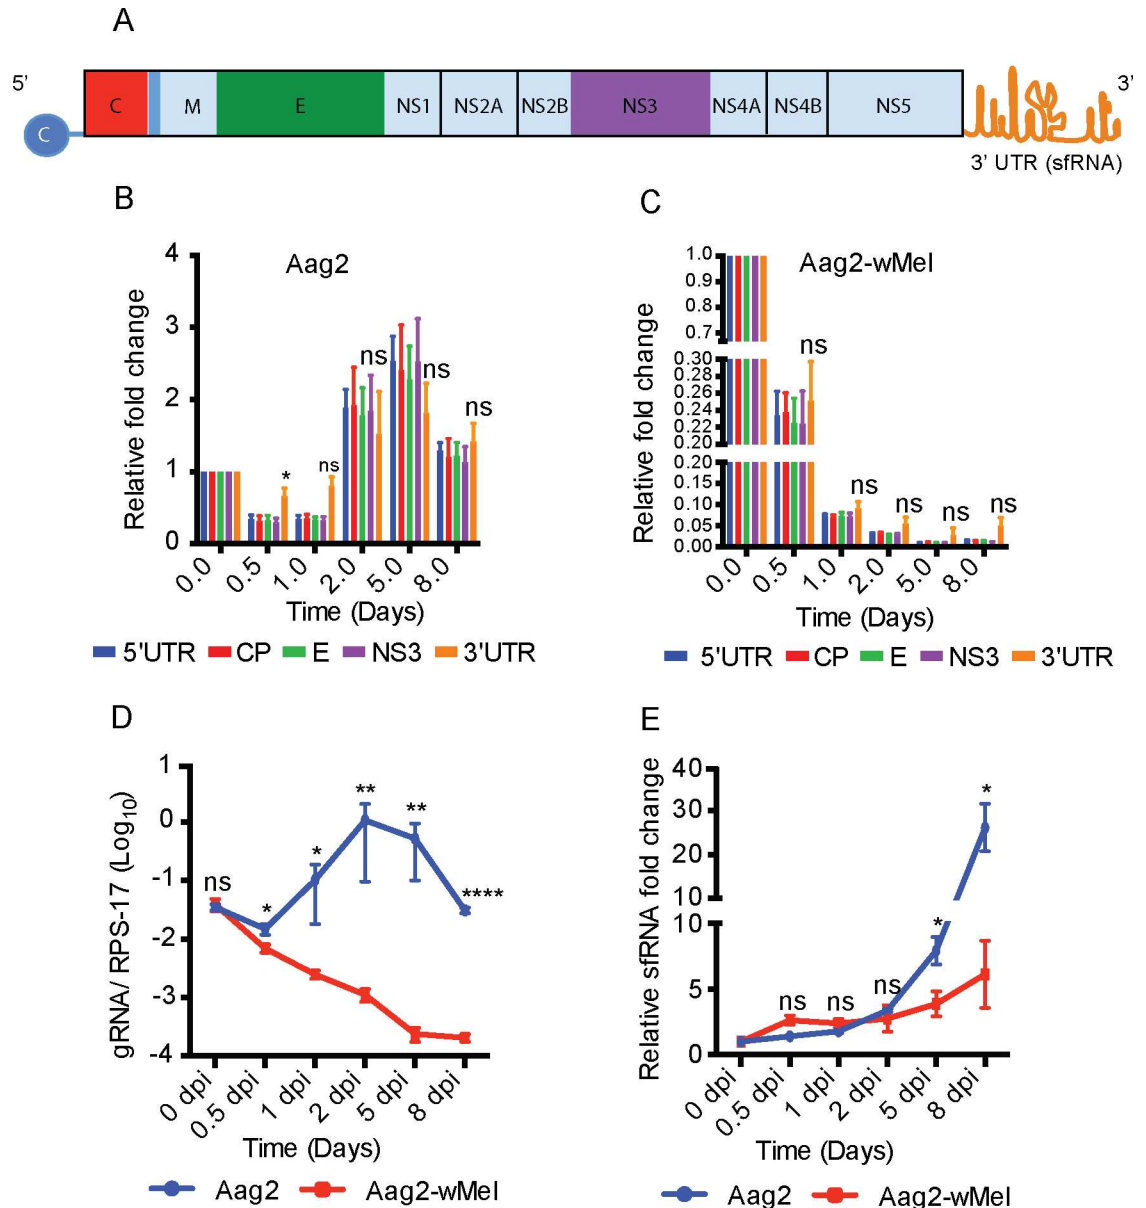 A
5'
3'
C
C
M
E
NS1
NS2A
NS2B
NS3
NS4A
NS4B
NS5
3' UTR (sfRNA)
B
Aag2
Relative fold change
4
3
2
1
0
*
ns
ns
ns
ns
0.0
0.5
1.0
2.0
5.0
8.0
Time (Days)
5'UTR
CP
E
NS3
3'UTR
C
Aag2-wMel
Relative fold change
1.0
0.9
0.8
0.7
0.30
0.28
0.26
0.24
0.22
0.20
0.20
0.15
0.10
0.05
0.00
ns
ns
ns
ns
ns
0.0
0.5
1.0
2.0
5.0
8.0
Time (Days)
5'UTR
CP
E
NS3
3'UTR
D
gRNA/ RPS-17 (Log10)
1
0
-1
-2
-3
-4
ns
*
*
**
**
****
0 dpi
0.5 dpi
1 dpi
2 dpi
5 dpi
8 dpi
Time (Days)
Aag2
Aag2-wMel
E
Relative sfRNA fold change
40
30
20
10
10
5
0
ns
ns
ns
*
*
0 dpi
0.5 dpi
1 dpi
2 dpi
5 dpi
8 dpi
Time (Days)
Aag2
Aag2-wMel